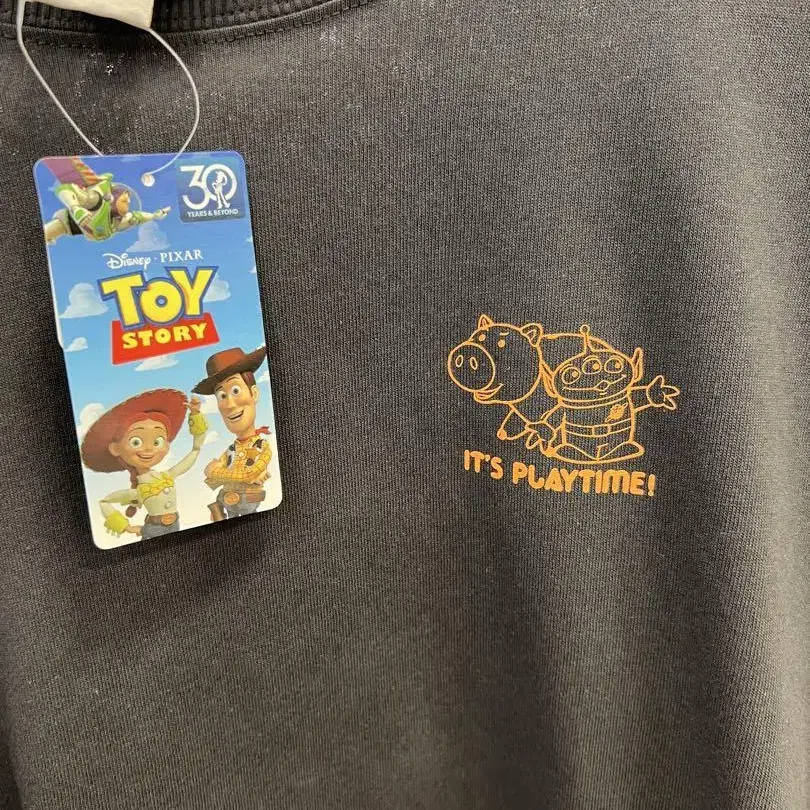 30
YEARS & BEYOND
Disney · PIXAR
TOY
STORY
IT'S PLAYTIME!